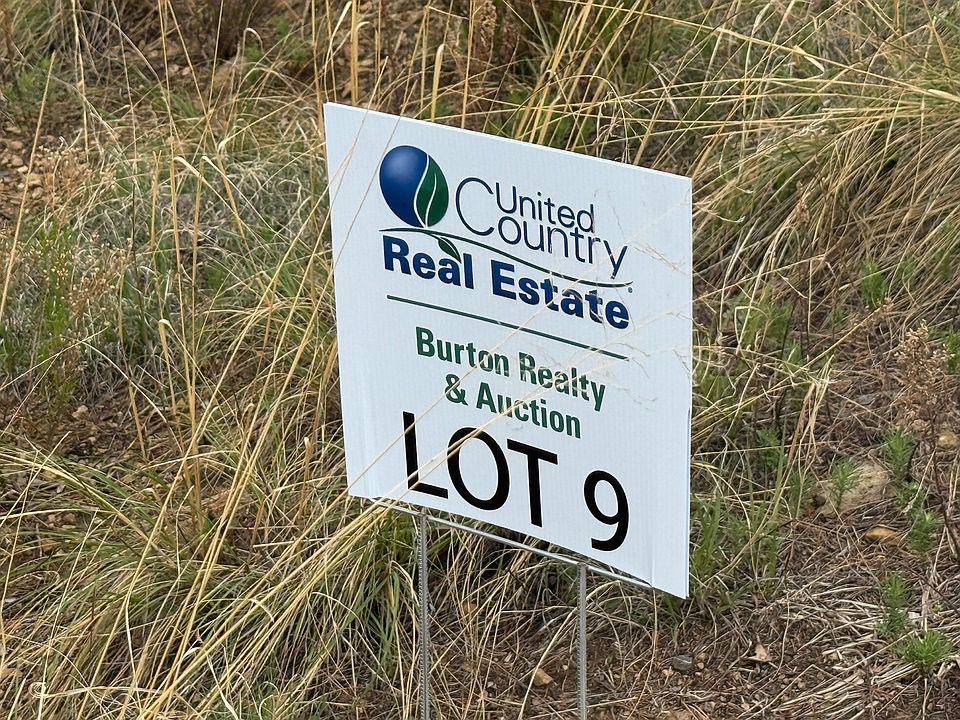 United
Country
Real Estate
Burton Realty
& Auction
LOT 9